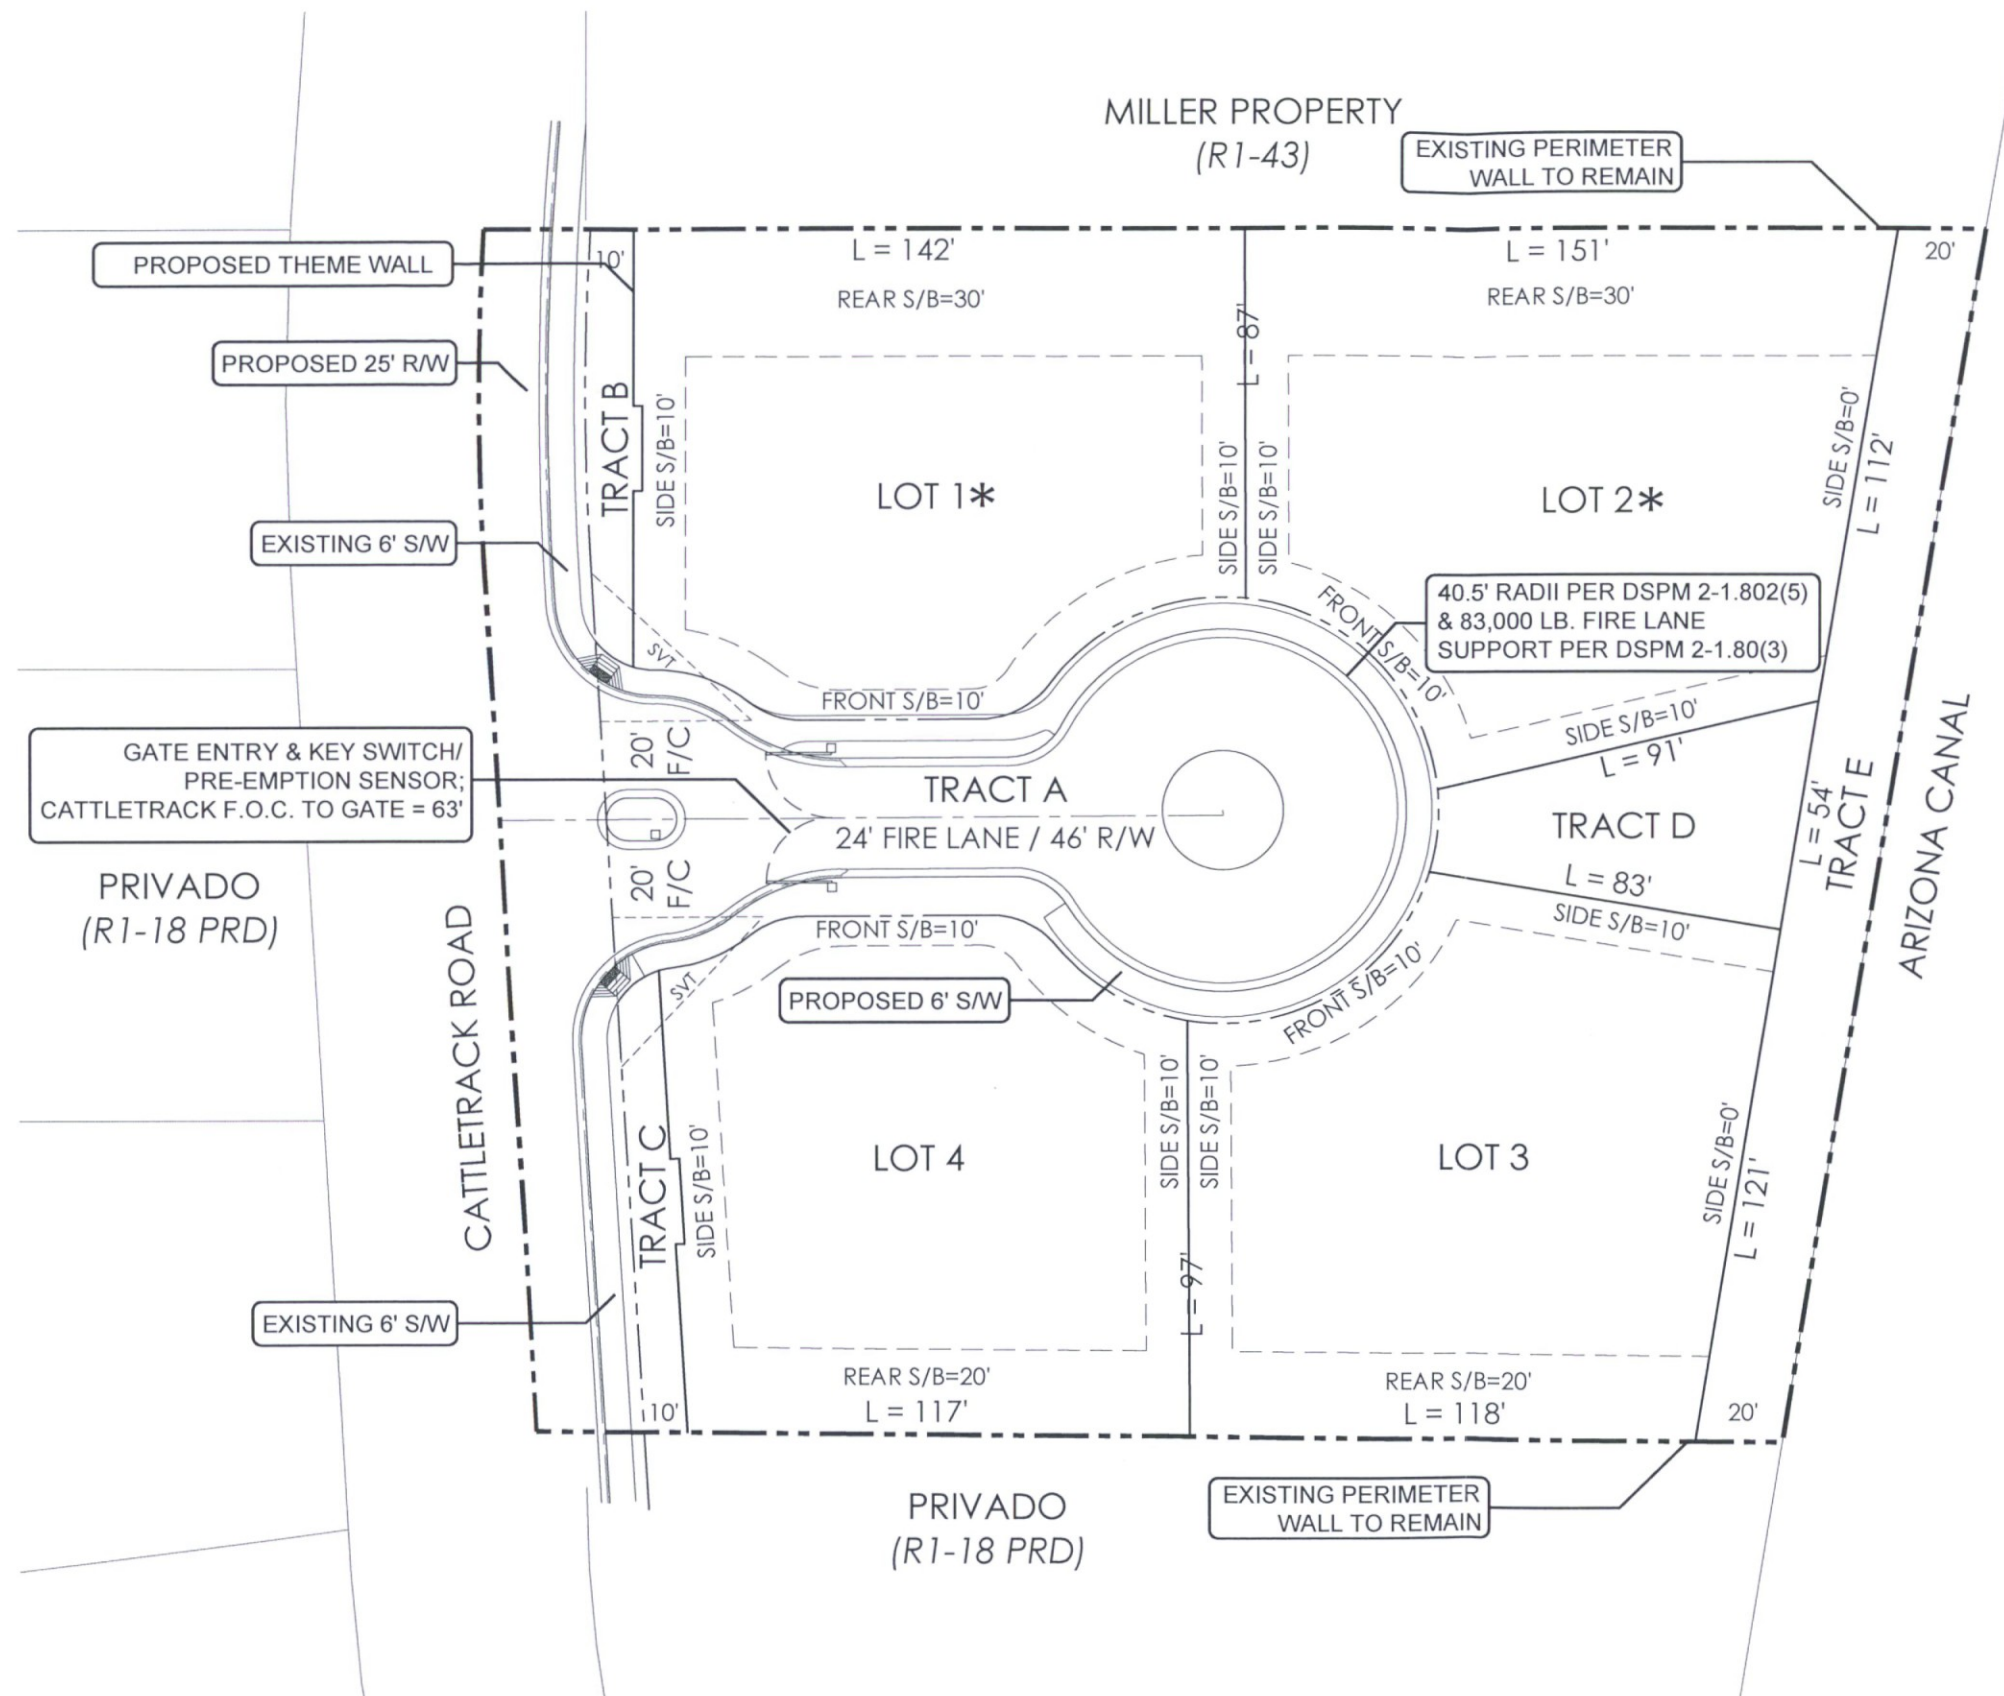 MILLER PROPERTY
(R1-43)
EXISTING PERIMETER
WALL TO REMAIN
PROPOSED THEME WALL
10'
L = 142'
L = 151'
20'
REAR S/B=30'
REAR S/B=30'
PROPOSED 25' R/W
L = 87'
TRACT B
SIDE S/B=10'
LOT 1*
SIDE S/B=10'
SIDE S/B=10'
LOT 2*
SIDE S/B=0'
L = 112'
EXISTING 6' S/W
40.5' RADII PER DSPM 2-1.802(5)
& 83,000 LB. FIRE LANE
SUPPORT PER DSPM 2-1.80(3)
FRONT S/B=10'
SVT
FRONT S/B=10'
SIDE S/B=10'
L = 91'
GATE ENTRY & KEY SWITCH/
PRE-EMPTION SENSOR;
CATTLETRACK F.O.C. TO GATE = 63'
20'
F/C
TRACT A
24' FIRE LANE / 46' R/W
TRACT D
L = 54'
TRACT E
ARIZONA CANAL
20'
F/C
L = 83'
SIDE S/B=10'
PRIVADO
(R1-18 PRD)
CATTLETRACK ROAD
FRONT S/B=10'
SVT
PROPOSED 6' S/W
FRONT S/B=10'
TRACT C
SIDE S/B=10'
LOT 4
SIDE S/B=10'
SIDE S/B=10'
LOT 3
SIDE S/B=0'
L = 121'
L = 97'
EXISTING 6' S/W
REAR S/B=20'
L = 117'
REAR S/B=20'
L = 118'
10'
20'
PRIVADO
(R1-18 PRD)
EXISTING PERIMETER
WALL TO REMAIN